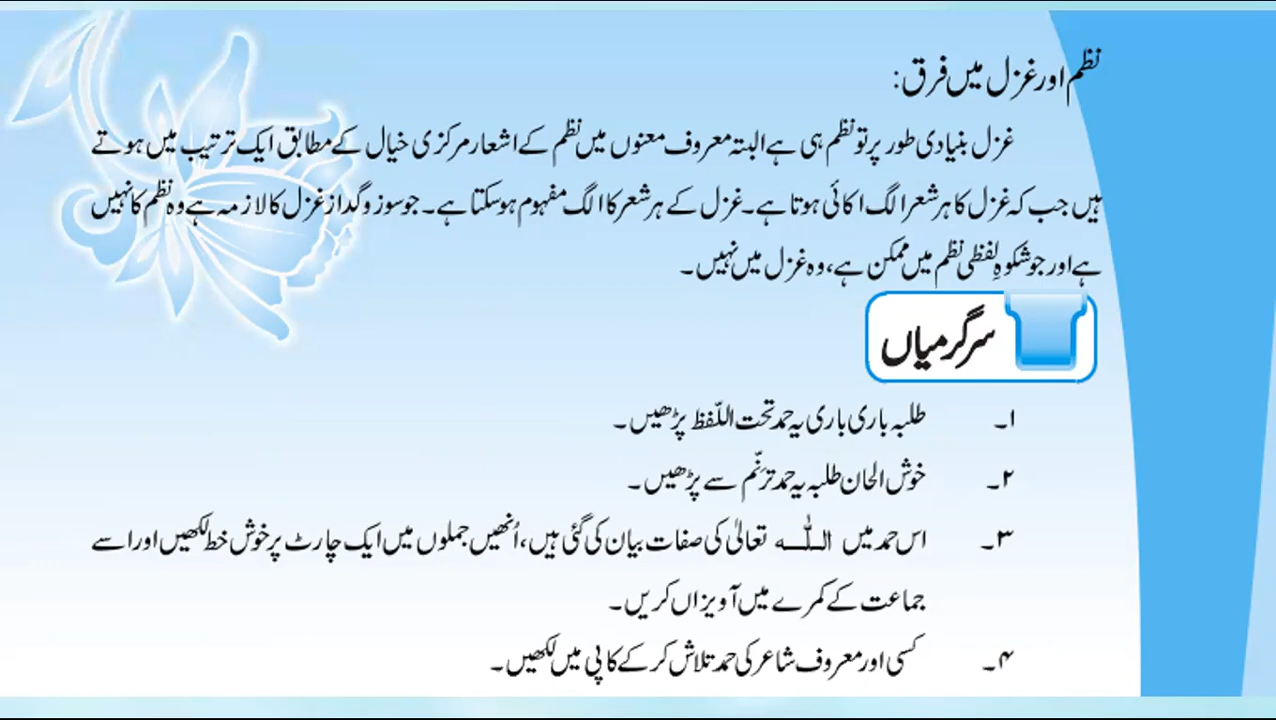 نظم اور غزل میں فرق:
غزل بنیادی طور پر تو نظم ہی ہے البتہ معروف معنوں میں نظم کے اشعار مرکزی خیال کے مطابق ایک ترتیب میں ہوتے
ہیں جب کہ غزل کا ہر شعر الگ اکائی ہوتا ہے۔ غزل کے ہر شعر کا الگ مفہوم ہو سکتا ہے۔ جو سوز و گداز غزل کا لازمہ ہے وہ نظم کا نہیں
ہے اور جو شکوہِ لفظی نظم میں ممکن ہے، وہ غزل میں نہیں۔
سرگرمیاں
۱۔ طلبہ باری باری یہ حمد تحت اللّفظ پڑھیں۔
۲۔ خوش الحان طلبہ یہ حمد ترنّم سے پڑھیں۔
۳۔ اس حمد میں اللّٰہ تعالیٰ کی صفات بیان کی گئی ہیں، اُنھیں جملوں میں ایک چارٹ پر خوش خط لکھیں اور اسے
جماعت کے کمرے میں آویزاں کریں۔
۴۔ کسی اور معروف شاعر کی حمد تلاش کر کے کاپی میں لکھیں۔